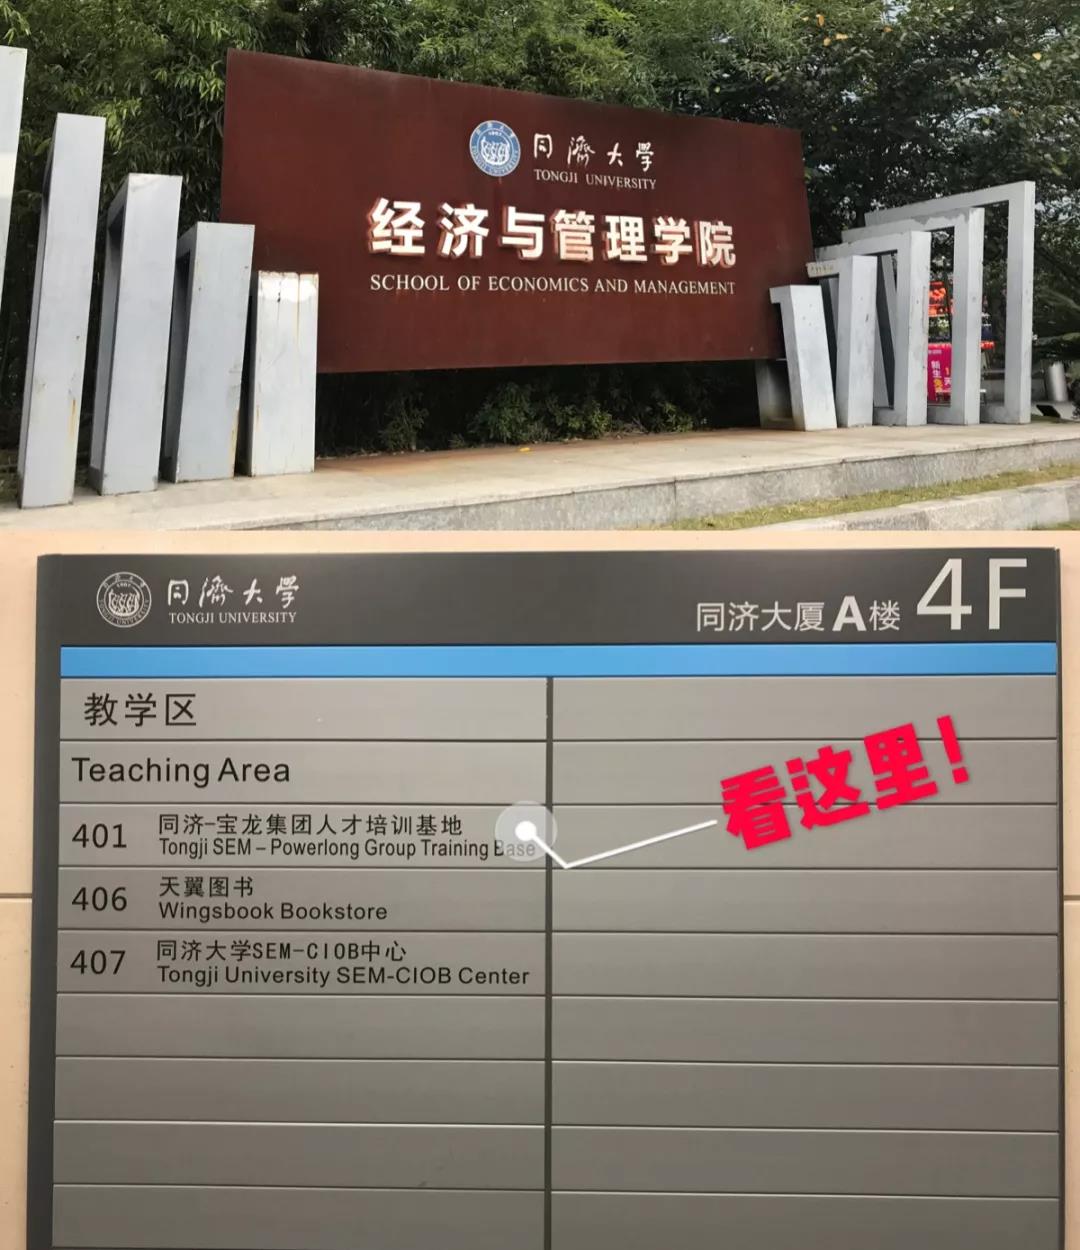 同濟大學
TONGJI UNIVERSITY
经济与管理学院
SCHOOL OF ECONOMICS AND MANAGEMENT
新生
同濟大學
TONGJI UNIVERSITY
同济大厦A楼 4F
教学区
Teaching Area
看这里!
401 同济-宝龙集团人才培训基地
Tongji SEM – Powerlong Group Training Base
406 天翼图书
Wingsbook Bookstore
407 同济大学SEM-CIOB中心
Tongji University SEM-CIOB Center